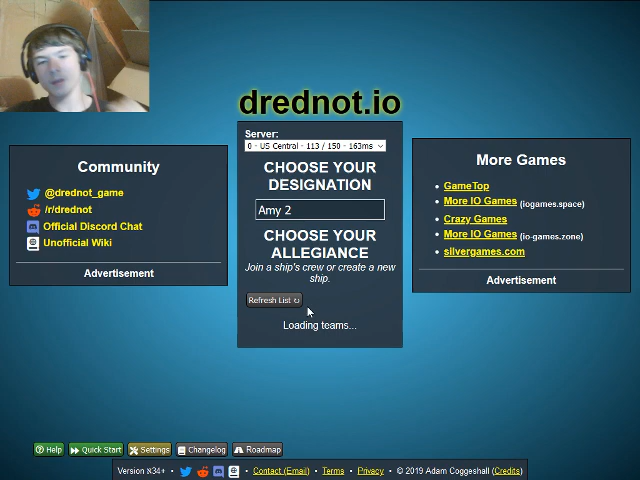 drednot.io
Server:
0 - US Central - 113 / 150 - 163ms
CHOOSE YOUR
DESIGNATION
Amy 2
CHOOSE YOUR
ALLEGIANCE
Join a ship's crew or create a new
ship.
Refresh List ↻
Loading teams...
Community
@drednot_game
/r/drednot
Official Discord Chat
Unofficial Wiki
Advertisement
More Games
• GameTop
• More IO Games (iogames.space)
• Crazy Games
• More IO Games (io-games.zone)
• silvergames.com
Advertisement
Help Quick Start Settings Changelog Roadmap
Version ℵ34+ • • Contact (Email) • Terms • Privacy • © 2019 Adam Coggeshall (Credits)